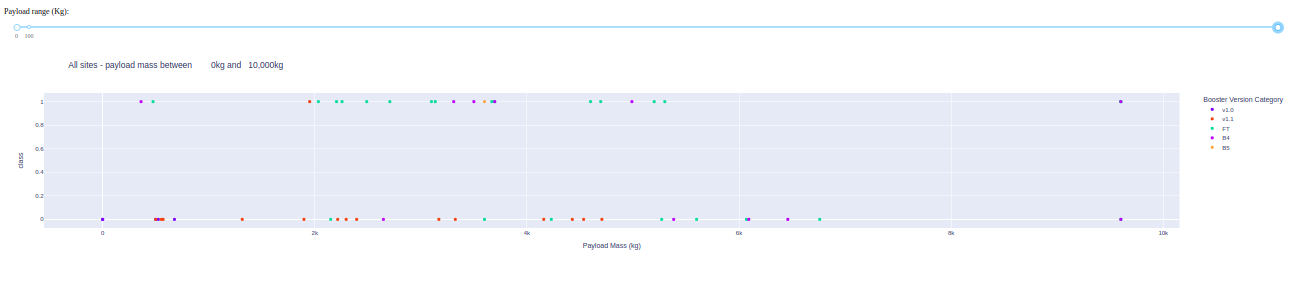 Payload range (Kg):
0 100
All sites - payload mass between 0kg and 10,000kg
Booster Version Category
v1.0
v1.1
FT
B4
B5
class
1
0.8
0.6
0.4
0.2
0
0 2k 4k 6k 8k 10k
Payload Mass (kg)